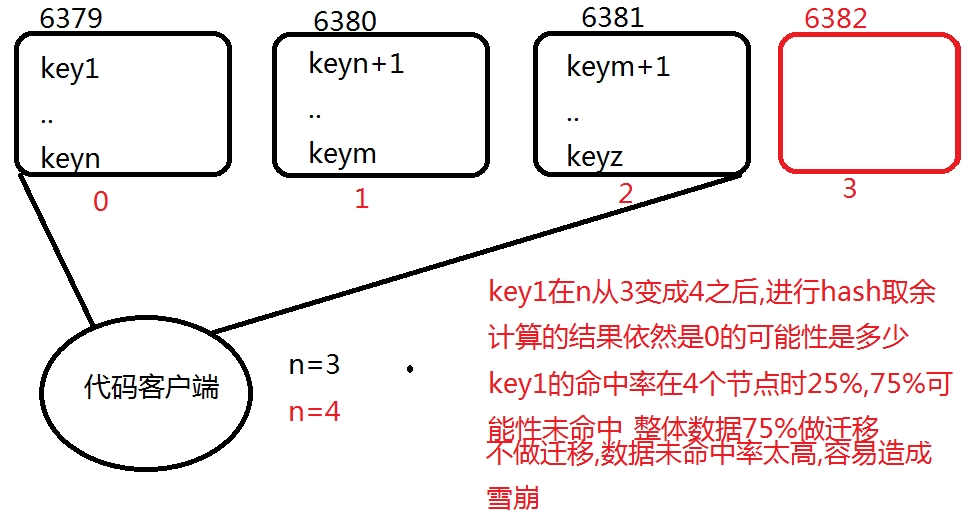 6379 6380 6381 6382
key1 keyn+1 keym+1
.. .. ..
keyn keym keyz
0 1 2 3
key1在n从3变成4之后,进行hash取余
计算的结果依然是0的可能性是多少
key1的命中率在4个节点时25%,75%可
能性未命中 整体数据75%做迁移
不做迁移,数据未命中率太高,容易造成
雪崩
代码客户端
n=3
n=4